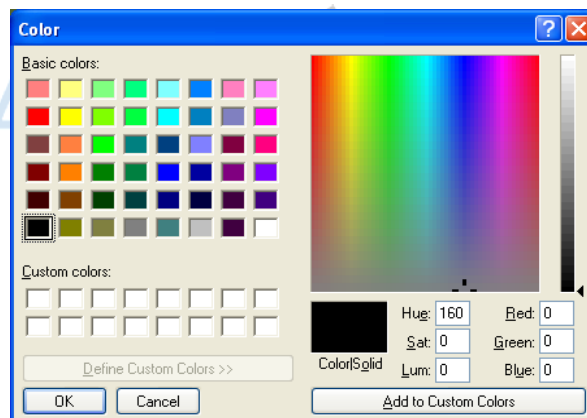 Color
Basic colors:
Custom colors:
Define Custom Colors >>
OK Cancel
Color|Solid
Hue: 160 Red: 0
Sat: 0 Green: 0
Lum: 0 Blue: 0
Add to Custom Colors